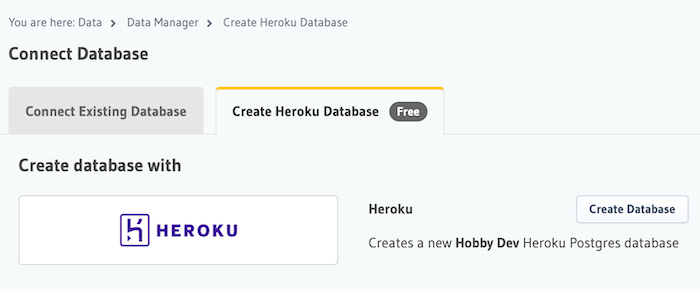 You are here: Data > Data Manager > Create Heroku Database
Connect Database
Connect Existing Database
Create Heroku Database Free
Create database with
HEROKU
Heroku
Create Database
Creates a new Hobby Dev Heroku Postgres database